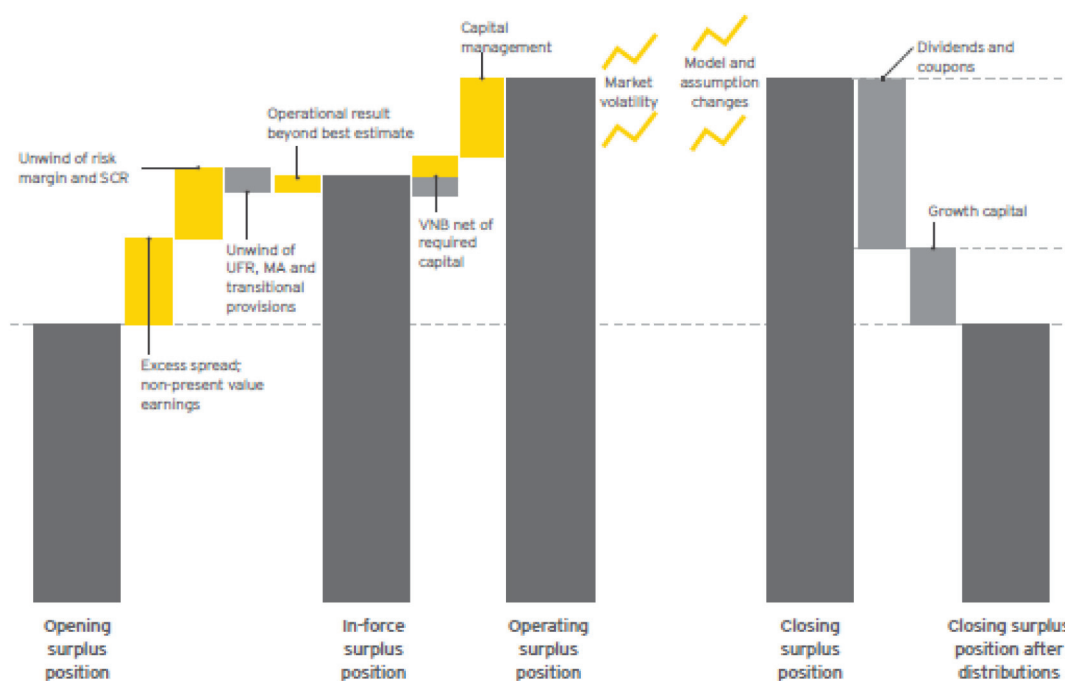 Capital
management
Dividends and
coupons
Market
volatility
Model and
assumption
changes
Operational result
beyond best estimate
Unwind of risk
margin and SCR
Growth capital
VNB net of
required
capital
Unwind of
UFR, MA and
transitional
provisions
Excess spread;
non-present value
earnings
Opening
surplus
position
In-force
surplus
position
Operating
surplus
position
Closing
surplus
position
Closing surplus
position after
distributions